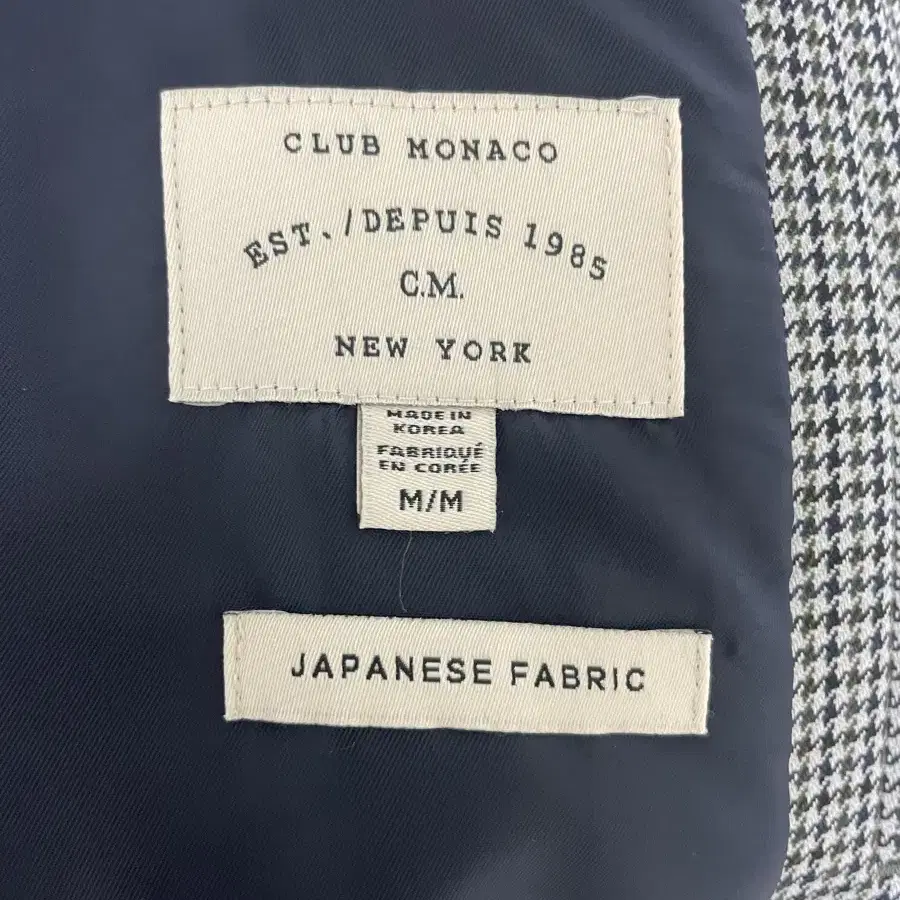 CLUB MONACO
EST./DEPUIS 1985
C.M.
NEW YORK
MADE IN
KOREA
FABRIQUÉ
EN CORÉE
M/M
JAPANESE FABRIC